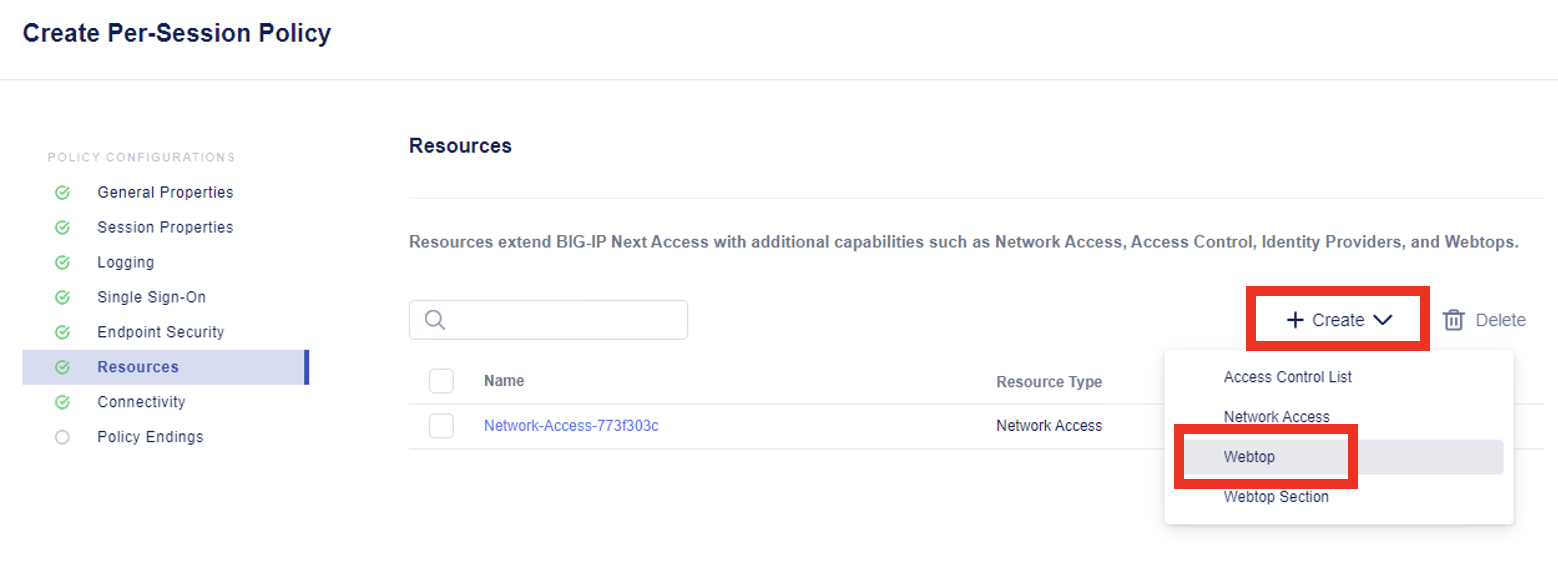 Create Per-Session Policy
POLICY CONFIGURATIONS
General Properties
Session Properties
Logging
Single Sign-On
Endpoint Security
Resources
Connectivity
Policy Endings
Resources
Resources extend BIG-IP Next Access with additional capabilities such as Network Access, Access Control, Identity Providers, and Webtops.
Create
Delete
Name
Resource Type
Network-Access-773f303c
Network Access
Access Control List
Network Access
Webtop
Webtop Section